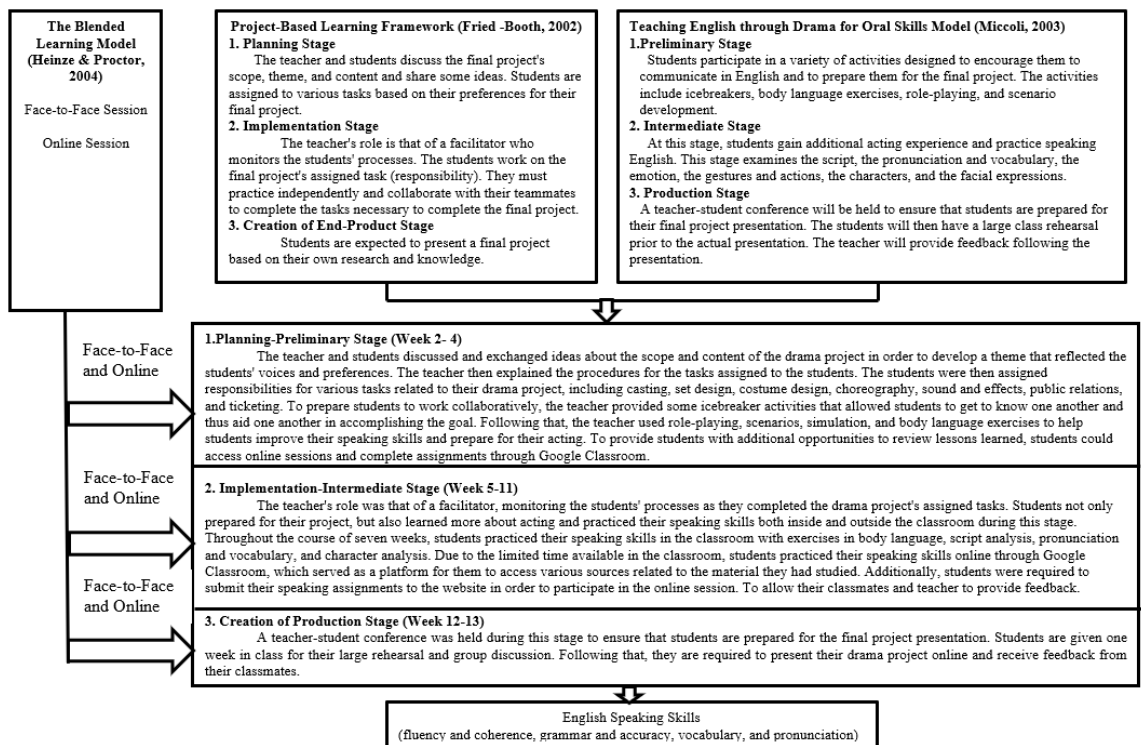 The Blended
Learning Model
(Heinze & Proctor,
2004)
Face-to-Face Session
Online Session
Project-Based Learning Framework (Fried -Booth, 2002)
1. Planning Stage
The teacher and students discuss the final project's
scope, theme, and content and share some ideas. Students are
assigned to various tasks based on their preferences for their
final project.
2. Implementation Stage
The teacher's role is that of a facilitator who
monitors the students' processes. The students work on the
final project's assigned task (responsibility). They must
practice independently and collaborate with their teammates
to complete the tasks necessary to complete the final project.
3. Creation of End-Product Stage
Students are expected to present a final project
based on their own research and knowledge.
Teaching English through Drama for Oral Skills Model (Miccoli, 2003)
1.Preliminary Stage
Students participate in a variety of activities designed to encourage them to
communicate in English and to prepare them for the final project. The activities
include icebreakers, body language exercises, role-playing, and scenario
development.
2. Intermediate Stage
At this stage, students gain additional acting experience and practice speaking
English. This stage examines the script, the pronunciation and vocabulary, the
emotion, the gestures and actions, the characters, and the facial expressions.
3. Production Stage
A teacher-student conference will be held to ensure that students are prepared for
their final project presentation. The students will then have a large class rehearsal
prior to the actual presentation. The teacher will provide feedback following the
presentation.
Face-to-Face
and Online
1.Planning-Preliminary Stage (Week 2- 4)
The teacher and students discussed and exchanged ideas about the scope and content of the drama project in order to develop a theme that reflected the
students' voices and preferences. The teacher then explained the procedures for the tasks assigned to the students. The students were then assigned
responsibilities for various tasks related to their drama project, including casting, set design, costume design, choreography, sound and effects, public relations,
and ticketing. To prepare students to work collaboratively, the teacher provided some icebreaker activities that allowed students to get to know one another and
thus aid one another in accomplishing the goal. Following that, the teacher used role-playing, scenarios, simulation, and body language exercises to help
students improve their speaking skills and prepare for their acting. To provide students with additional opportunities to review lessons learned, students could
access online sessions and complete assignments through Google Classroom.
Face-to-Face
and Online
2. Implementation-Intermediate Stage (Week 5-11)
The teacher's role was that of a facilitator, monitoring the students' processes as they completed the drama project's assigned tasks. Students not only
prepared for their project, but also learned more about acting and practiced their speaking skills both inside and outside the classroom during this stage.
Throughout the course of seven weeks, students practiced their speaking skills in the classroom with exercises in body language, script analysis, pronunciation
and vocabulary, and character analysis. Due to the limited time available in the classroom, students practiced their speaking skills online through Google
Classroom, which served as a platform for them to access various sources related to the material they had studied. Additionally, students were required to
submit their speaking assignments to the website in order to participate in the online session. To allow their classmates and teacher to provide feedback.
Face-to-Face
and Online
3. Creation of Production Stage (Week 12-13)
A teacher-student conference was held during this stage to ensure that students are prepared for the final project presentation. Students are given one
week in class for their large rehearsal and group discussion. Following that, they are required to present their drama project online and receive feedback from
their classmates.
English Speaking Skills
(fluency and coherence, grammar and accuracy, vocabulary, and pronunciation)